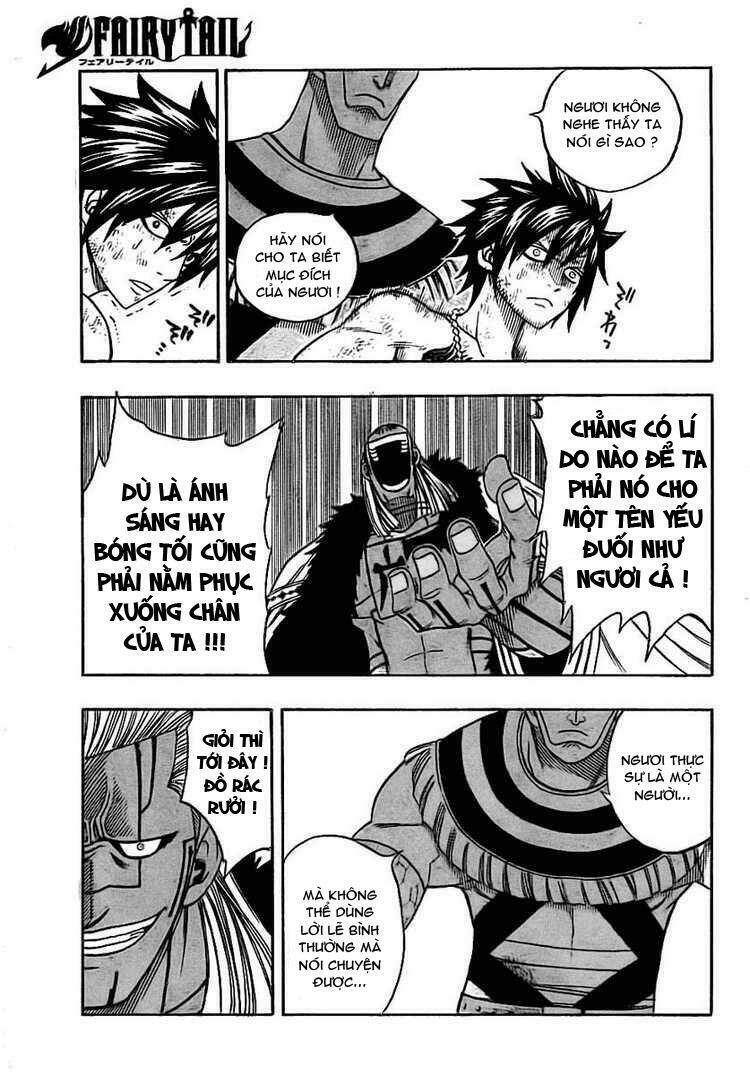 FAIRY TAIL
フェアリーテイル
NGƯƠI KHÔNG
NGHE THẤY TA
NÓI GÌ SAO ?
HÃY NÓI
CHO TA BIẾT
MỤC ĐÍCH
CỦA NGƯƠI !
CHẲNG CÓ LÍ
DO NÀO ĐỂ TA
PHẢI NÓ CHO
MỘT TÊN YẾU
ĐUỐI NHƯ
NGƯƠI CẢ !
DÙ LÀ ÁNH
SÁNG HAY
BÓNG TỐI CŨNG
PHẢI NẰM PHỤC
XUỐNG CHÂN
CỦA TA !!!
NGƯƠI THỰC
SỰ LÀ MỘT
NGƯỜI...
MÀ KHÔNG
THỂ DÙNG
LỜI LẼ BÌNH
THƯỜNG MÀ
NÓI CHUYỆN
ĐƯỢC...
GIỎI THÌ
TỚI ĐÂY !
ĐỒ RÁC
RƯỞI !